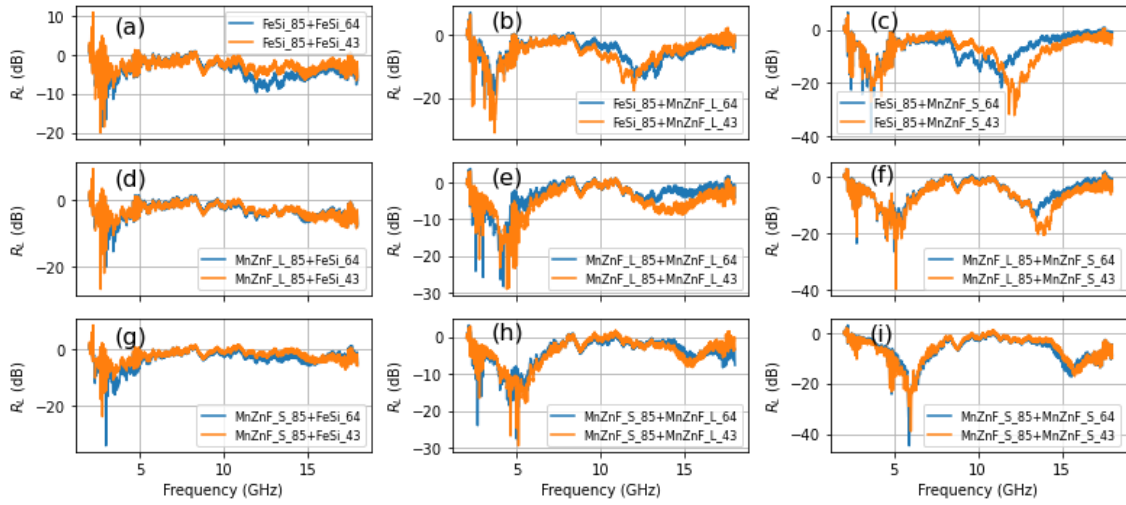 (a)
FeSi_85+FeSi_64
FeSi_85+FeSi_43
10
0
−10
−20
R_L (dB)
(b)
FeSi_85+MnZnF_L_64
FeSi_85+MnZnF_L_43
0
−20
R_L (dB)
(c)
FeSi_85+MnZnF_S_64
FeSi_85+MnZnF_S_43
0
−20
−40
R_L (dB)
(d)
MnZnF_L_85+FeSi_64
MnZnF_L_85+FeSi_43
0
−20
R_L (dB)
(e)
MnZnF_L_85+MnZnF_L_64
MnZnF_L_85+MnZnF_L_43
0
−10
−20
−30
R_L (dB)
(f)
MnZnF_L_85+MnZnF_S_64
MnZnF_L_85+MnZnF_S_43
0
−20
−40
R_L (dB)
(g)
MnZnF_S_85+FeSi_64
MnZnF_S_85+FeSi_43
0
−20
R_L (dB)
5 10 15
Frequency (GHz)
(h)
MnZnF_S_85+MnZnF_L_64
MnZnF_S_85+MnZnF_L_43
0
−10
−20
−30
R_L (dB)
5 10 15
Frequency (GHz)
(i)
MnZnF_S_85+MnZnF_S_64
MnZnF_S_85+MnZnF_S_43
0
−20
−40
R_L (dB)
5 10 15
Frequency (GHz)